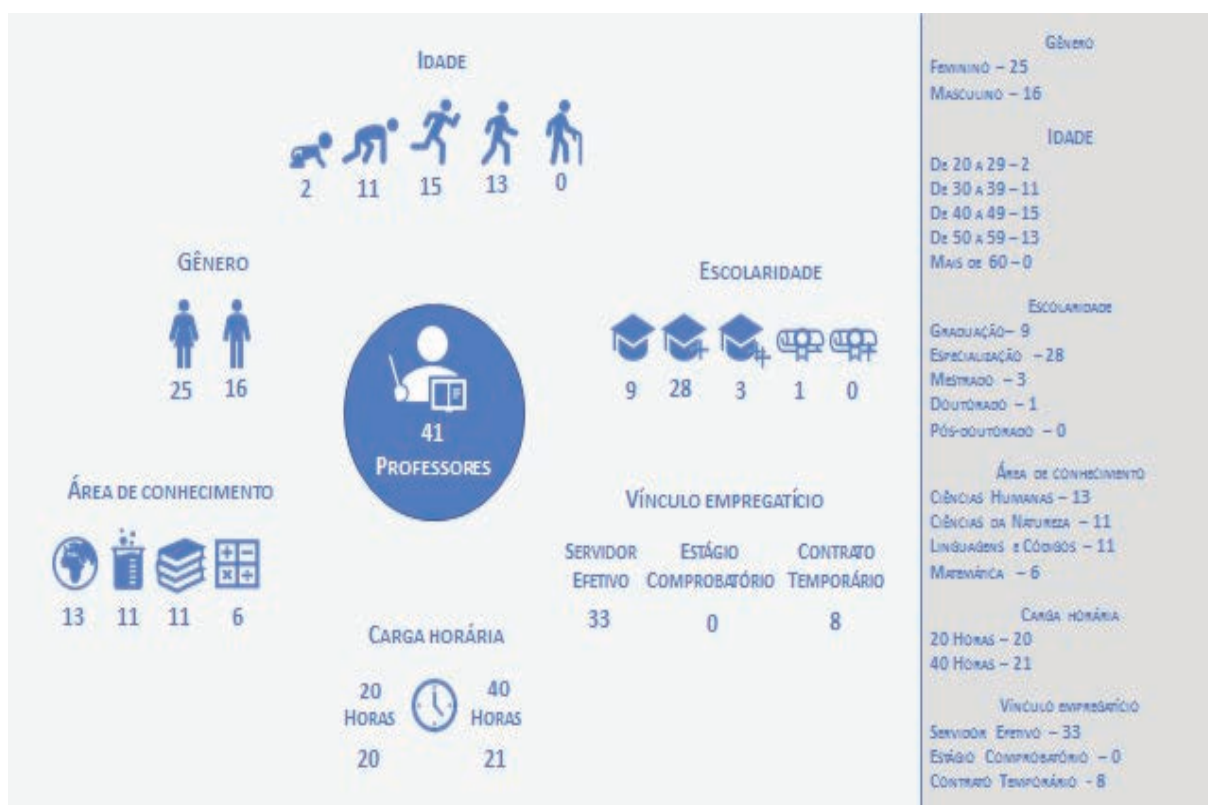 IDADE
2 11 15 13 0
GÊNERO
25 16
ESCOLARIDADE
9 28 3 1 0
41
PROFESSORES
ÁREA DE CONHECIMENTO
13 11 11 6
VÍNCULO EMPREGATÍCIO
SERVIDOR EFETIVO
33
ESTÁGIO COMPROBATÓRIO
0
CONTRATO TEMPORÁRIO
8
CARGA HORÁRIA
20 HORAS
20
40 HORAS
21
GÊNERO
FEMININO – 25
MASCULINO – 16
IDADE
DE 20 A 29 – 2
DE 30 A 39 – 11
DE 40 A 49 – 15
DE 50 A 59 – 13
MAIS DE 60 – 0
ESCOLARIDADE
GRADUAÇÃO– 9
ESPECIALIZAÇÃO – 28
MESTRADO – 3
DOUTORADO – 1
PÓS-DOUTORADO – 0
ÁREA DE CONHECIMENTO
CIÊNCIAS HUMANAS – 13
CIÊNCIAS DA NATUREZA – 11
LINGUAGENS E CÓDIGOS – 11
MATEMÁTICA – 6
CARGA HORÁRIA
20 HORAS – 20
40 HORAS – 21
VÍNCULO EMPREGATÍCIO
SERVIDOR EFETIVO – 33
ESTÁGIO COMPROBATÓRIO – 0
CONTRATO TEMPORÁRIO - 8